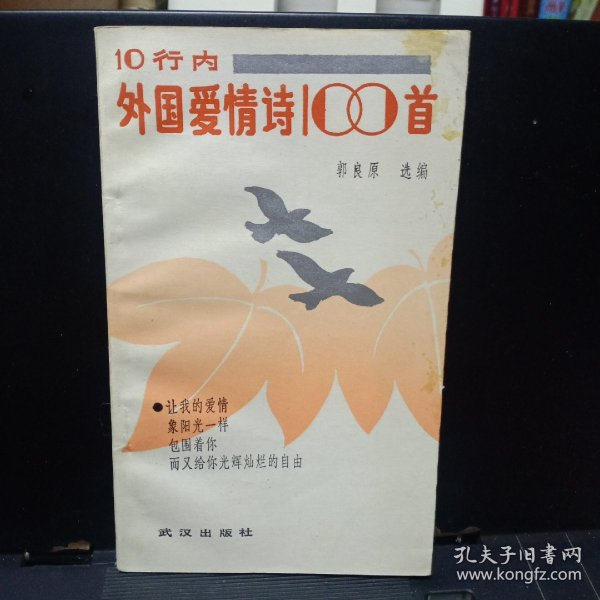 10行内
外国爱情诗100首
郭良原 选编
●让我的爱情
象阳光一样
包围着你
而又给你光辉灿烂的自由
武汉出版社
孔夫子旧书网
www.kongfz.com